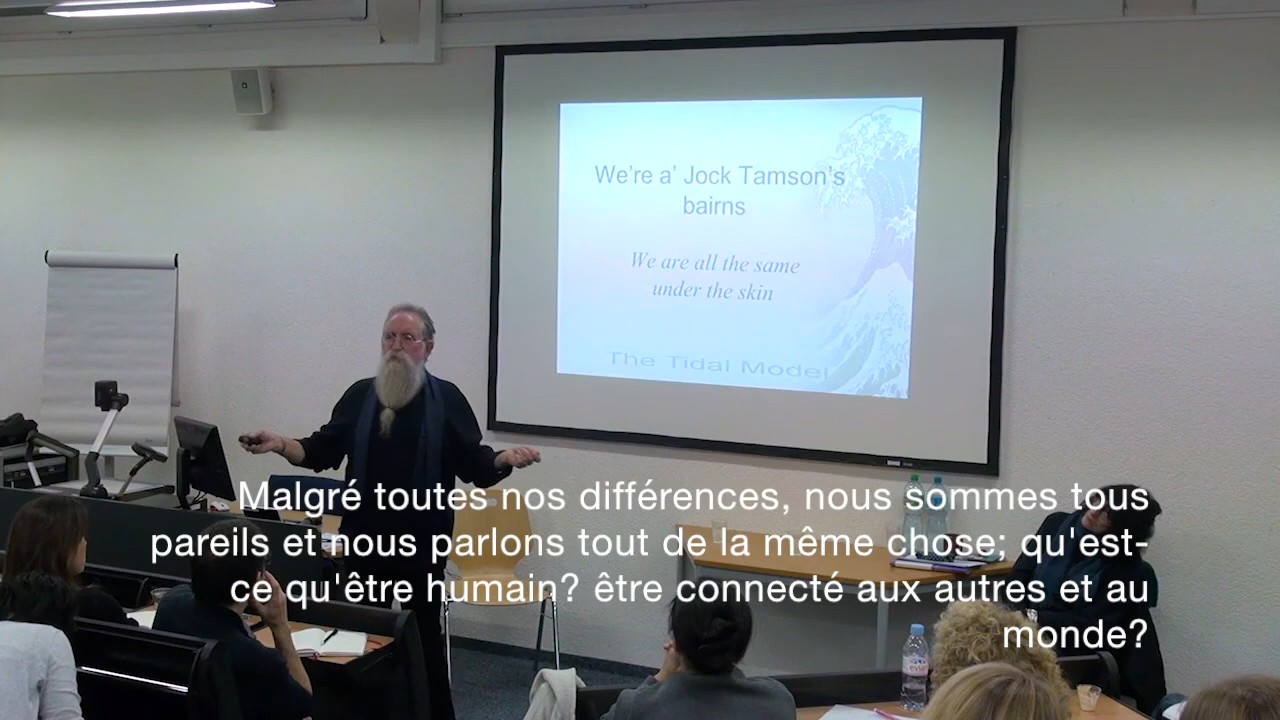 We're a' Jock Tamson's
bairns
We are all the same
under the skin
The Tidal Model
Malgré toutes nos différences, nous sommes tous
pareils et nous parlons tout de la même chose; qu'est-
ce qu'être humain? être connecté aux autres et au
monde?
evian